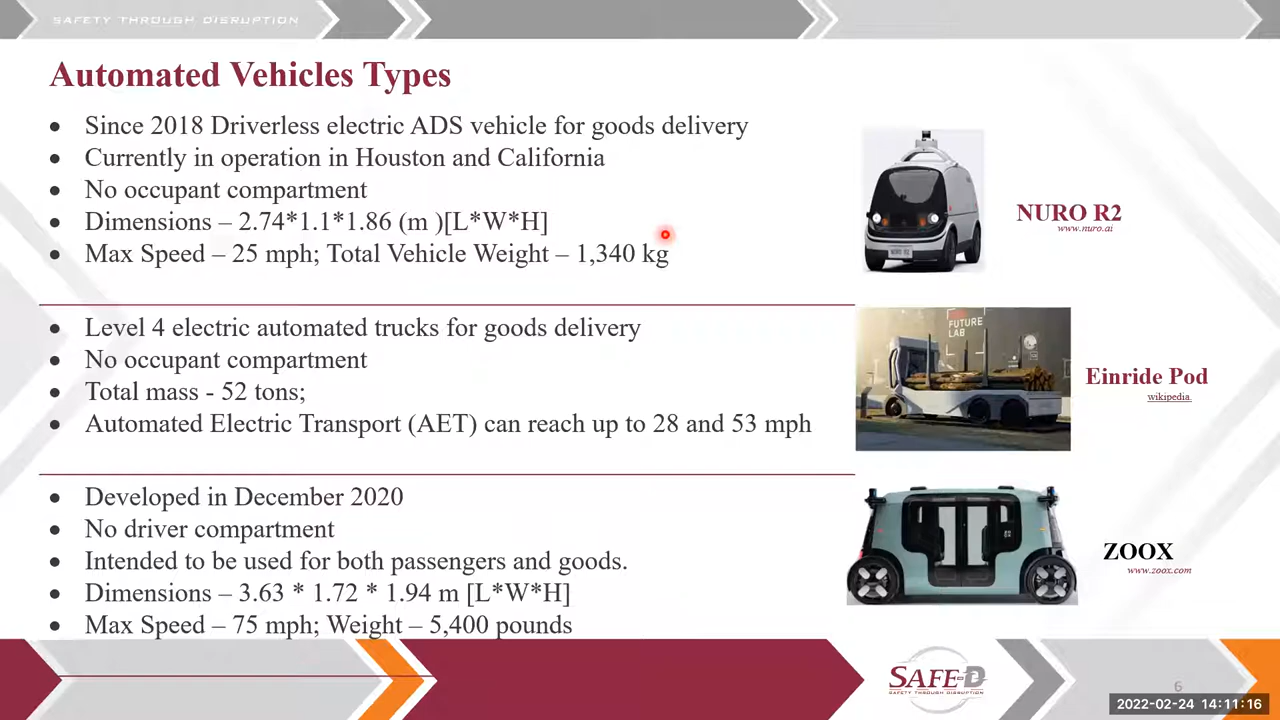 SAFETY THROUGH DISRUPTION
Automated Vehicles Types
• Since 2018 Driverless electric ADS vehicle for goods delivery
• Currently in operation in Houston and California
• No occupant compartment
• Dimensions – 2.74*1.1*1.86 (m )[L*W*H]
• Max Speed – 25 mph; Total Vehicle Weight – 1,340 kg
NURO R2
www.nuro.ai
• Level 4 electric automated trucks for goods delivery
• No occupant compartment
• Total mass - 52 tons;
• Automated Electric Transport (AET) can reach up to 28 and 53 mph
FUTURE
LAB
Einride Pod
wikipedia.
• Developed in December 2020
• No driver compartment
• Intended to be used for both passengers and goods.
• Dimensions – 3.63 * 1.72 * 1.94 m [L*W*H]
• Max Speed – 75 mph; Weight – 5,400 pounds
ZOOX
www.zoox.com
SAFE-D
SAFETY THROUGH DISRUPTION
6
2022-02-24 14:11:16